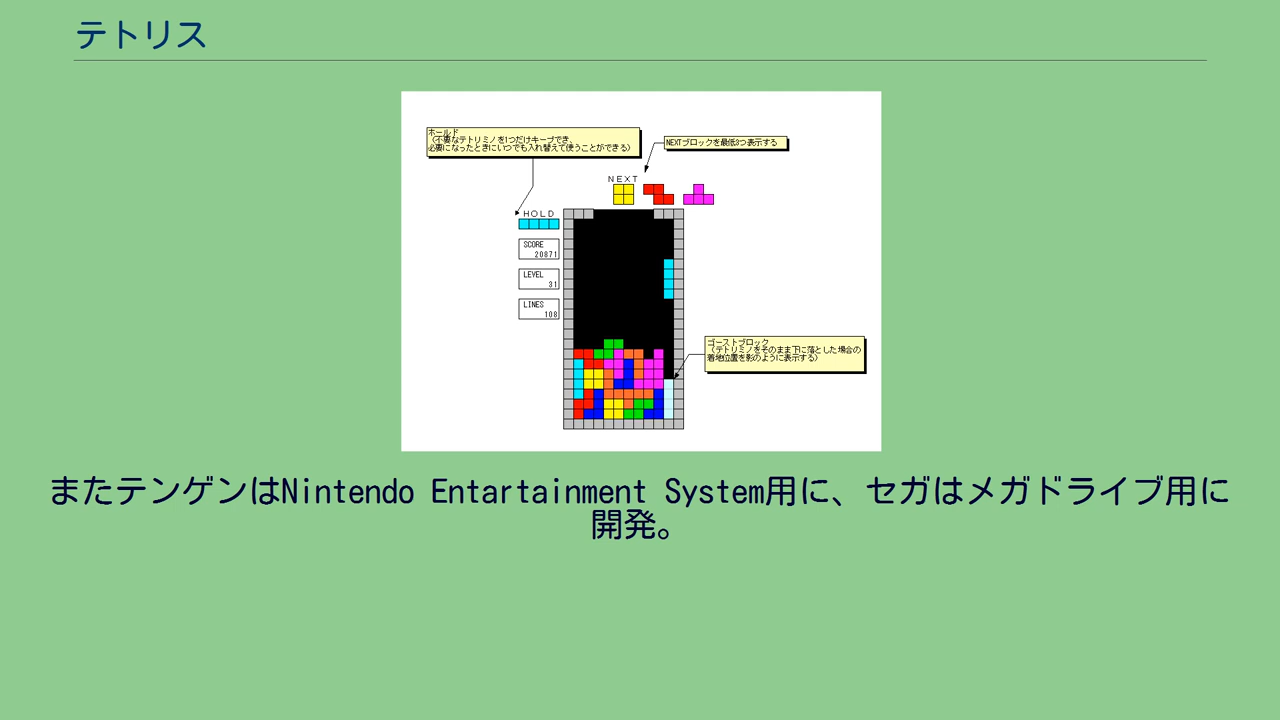 テトリス
ホールド
(不要なテトリミノを1つだけキープでき、
必要になったときにいつでも入れ替えて使うことができる)
NEXTブロックを最低3つ表示する
NEXT
HOLD
SCORE
20871
LEVEL
31
LINES
108
ゴーストブロック
(テトリミノをそのまま下に落とした場合の
着地位置を影のように表示する)
またテンゲンはNintendo Entartainment System用に、セガはメガドライブ用に
開発。